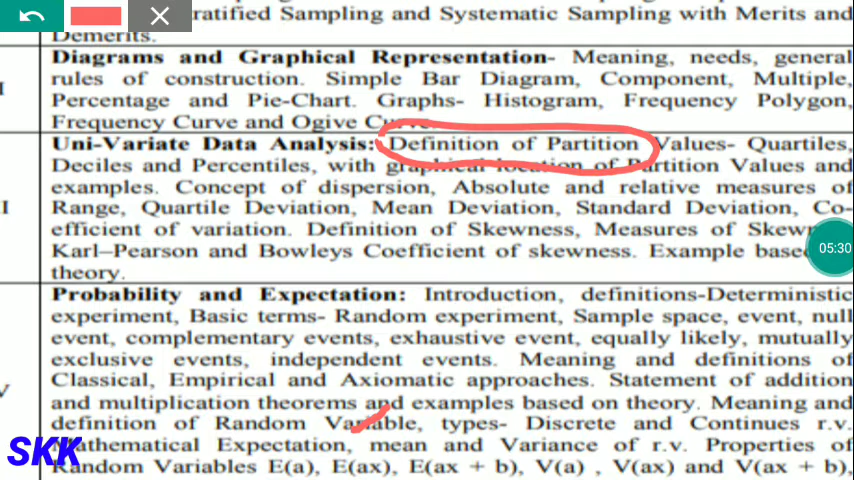 ratified Sampling and Systematic Sampling with Merits and
Demerits.
I
Diagrams and Graphical Representation- Meaning, needs, general
rules of construction. Simple Bar Diagram, Component, Multiple,
Percentage and Pie-Chart. Graphs- Histogram, Frequency Polygon,
Frequency Curve and Ogive Curve.
Uni-Variate Data Analysis: Definition of Partition Values- Quartiles,
Deciles and Percentiles, with graphical location of Partition Values and
examples. Concept of dispersion, Absolute and relative measures of
I
Range, Quartile Deviation, Mean Deviation, Standard Deviation, Co-
efficient of variation. Definition of Skewness, Measures of Skewn
Karl–Pearson and Bowleys Coefficient of skewness. Example base
05:30
theory.
Probability and Expectation: Introduction, definitions-Deterministic
experiment, Basic terms- Random experiment, Sample space, event, null
event, complementary events, exhaustive event, equally likely, mutually
exclusive events, independent events. Meaning and definitions of
V
Classical, Empirical and Axiomatic approaches. Statement of addition
and multiplication theorems and examples based on theory. Meaning and
definition of Random Variable, types- Discrete and Continues r.v.
SKK
Mathematical Expectation, mean and Variance of r.v. Properties of
Random Variables E(a), E(ax), E(ax + b), V(a) , V(ax) and V(ax + b),